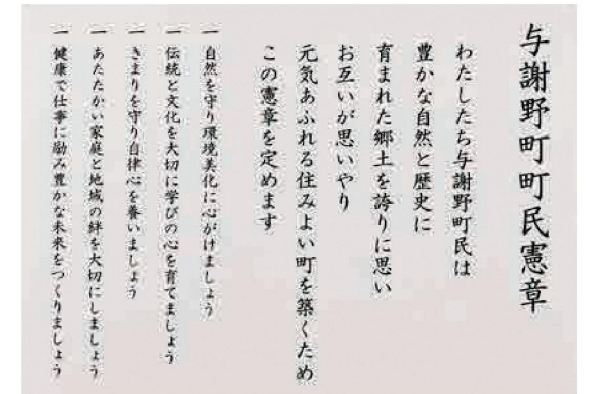 与謝野町町民憲章
わたしたち与謝野町民は
豊かな自然と歴史に
育まれた郷土を誇りに思い
お互いが思いやり
元気あふれる住みよい町を築くため
この憲章を定めます
一 自然を守り環境美化に心がけましょう
一 伝統と文化を大切に学びの心を育てましょう
一 きまりを守り自律心を養いましょう
一 あたたかい家庭と地域の絆を大切にしましょう
一 健康で仕事に励み豊かな未来をつくりましょう